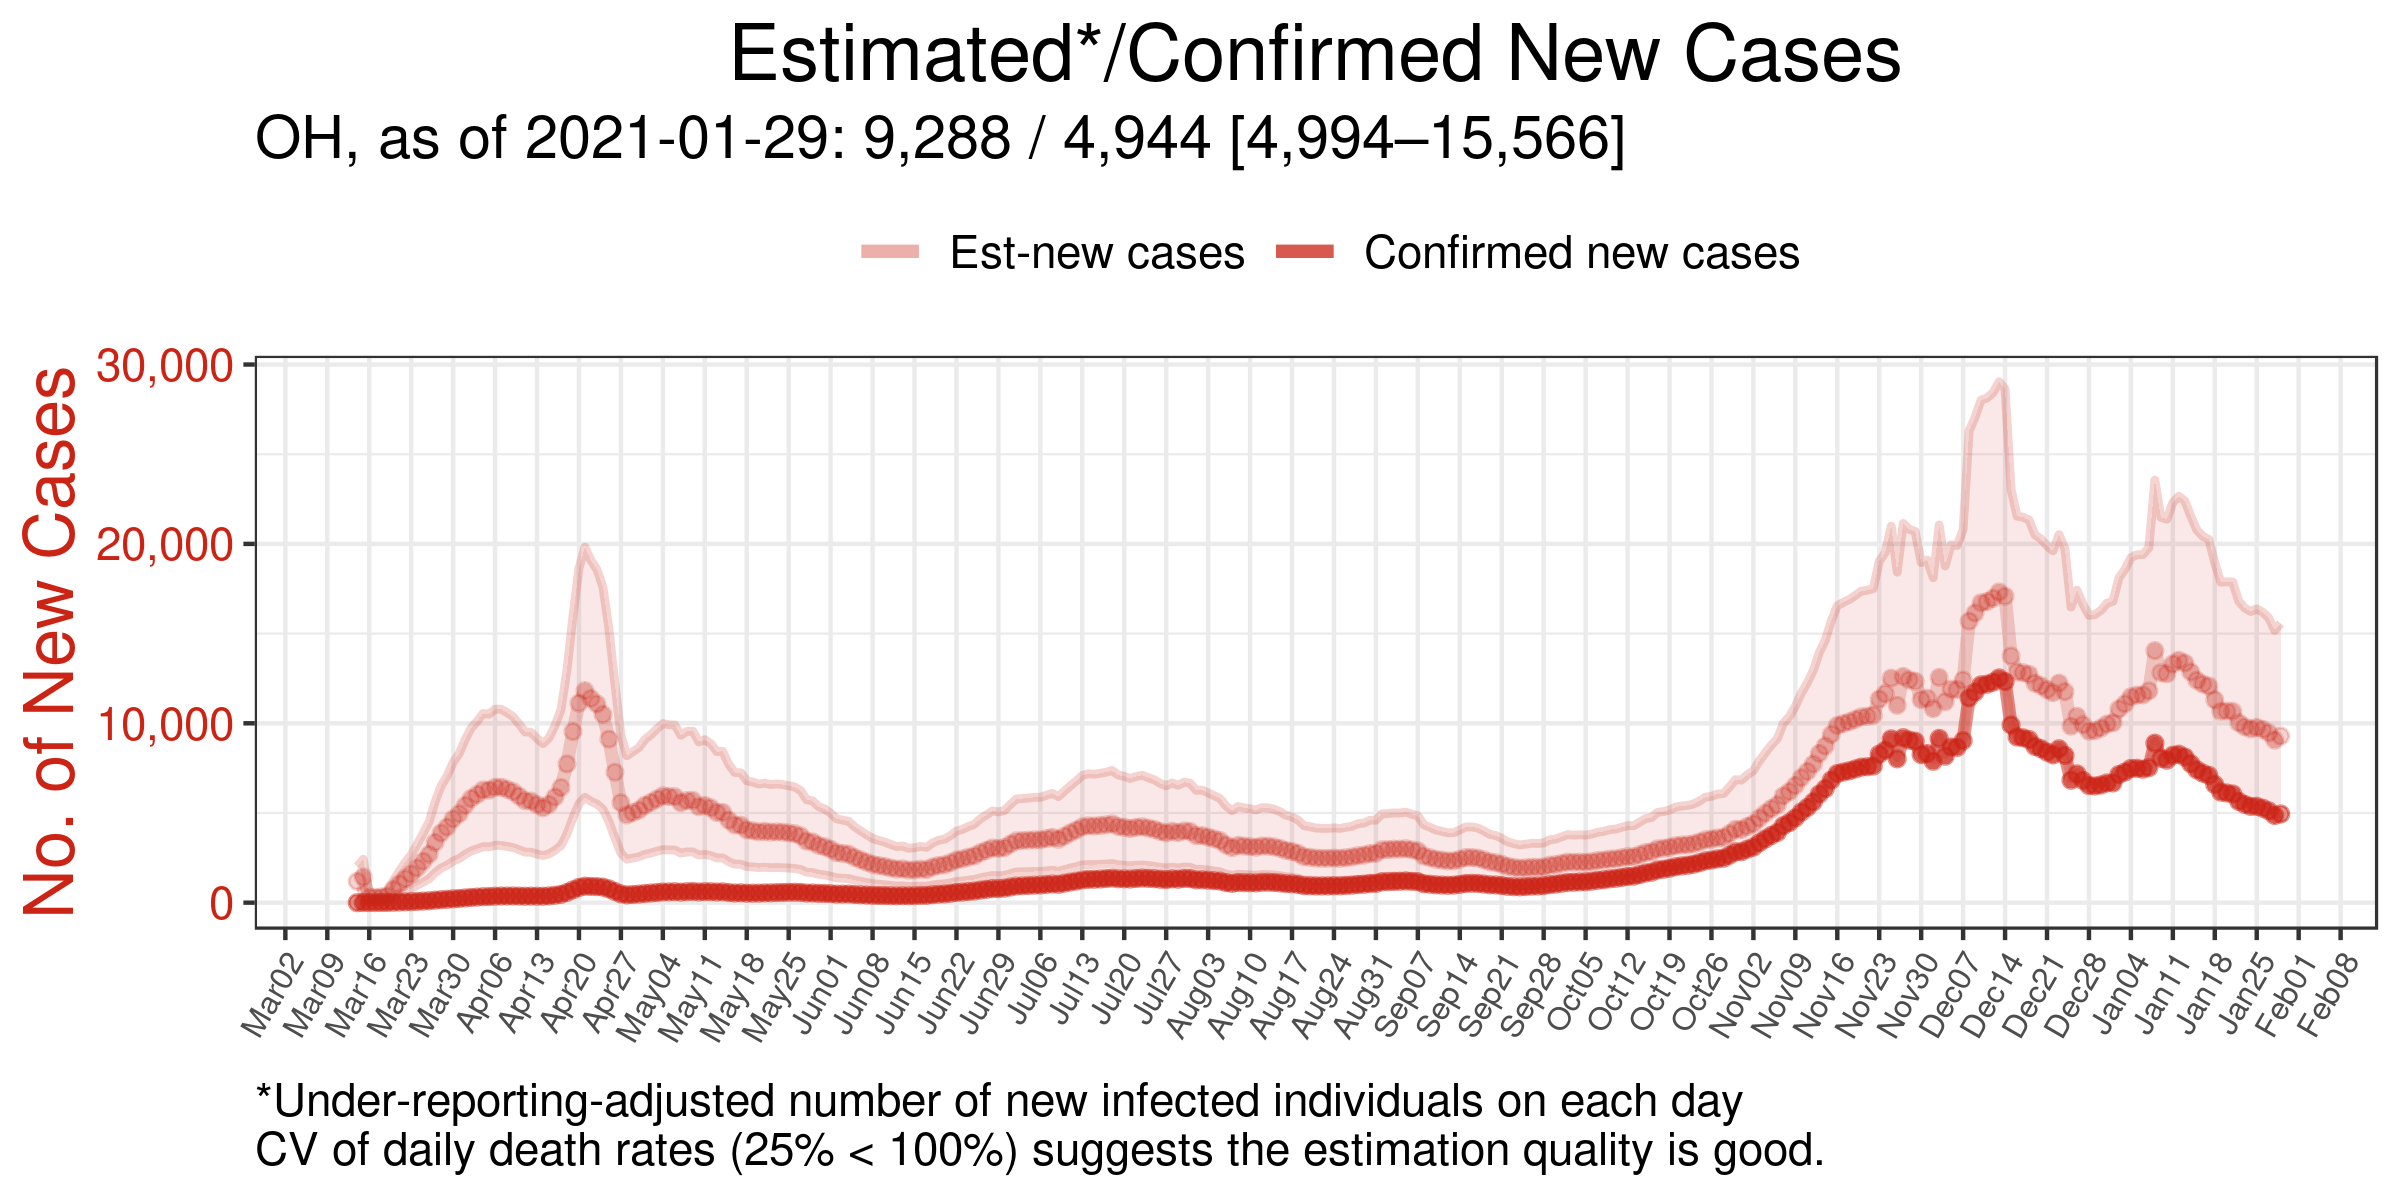 Estimated*/Confirmed New Cases
OH, as of 2021-01-29: 9,288 / 4,944 [4,994–15,566]
Est-new cases
Confirmed new cases
No. of New Cases
30,000
20,000
10,000
0
Mar02
Mar09
Mar16
Mar23
Mar30
Apr06
Apr13
Apr20
Apr27
May04
May11
May18
May25
Jun01
Jun08
Jun15
Jun22
Jun29
Jul06
Jul13
Jul20
Jul27
Aug03
Aug10
Aug17
Aug24
Aug31
Sep07
Sep14
Sep21
Sep28
Oct05
Oct12
Oct19
Oct26
Nov02
Nov09
Nov16
Nov23
Nov30
Dec07
Dec14
Dec21
Dec28
Jan04
Jan11
Jan18
Jan25
Feb01
Feb08
*Under-reporting-adjusted number of new infected individuals on each day
CV of daily death rates (25% < 100%) suggests the estimation quality is good.